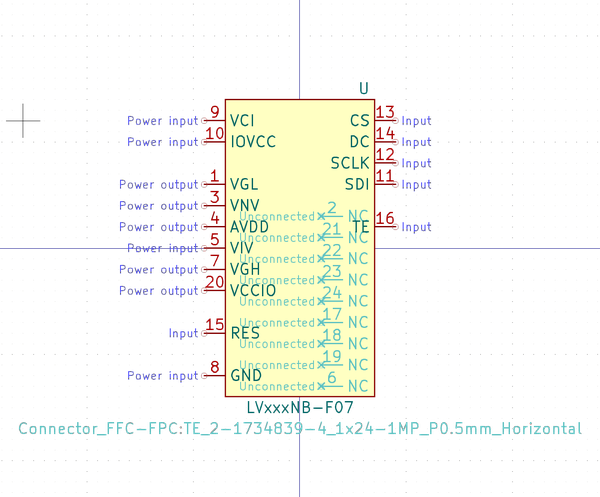 U
9 VCI Power input
10 IOVCC Power input
1 VGL Power output
3 VNV Power output
4 AVDD Power output
5 VIV Power input
7 VGH Power output
20 VCCIO Power output
15 RES Input
8 GND Power input
CS 13 Input
DC 14 Input
SCLK 12 Input
SDI 11 Input
TE 16 Input
Unconnected 2 NC
Unconnected 21 NC
Unconnected 22 NC
Unconnected 23 NC
Unconnected 24 NC
Unconnected 17 NC
Unconnected 18 NC
Unconnected 19 NC
Unconnected 6 NC
LVxxxNB-F07
Connector_FFC-FPC:TE_2-1734839-4_1x24-1MP_P0.5mm_Horizontal